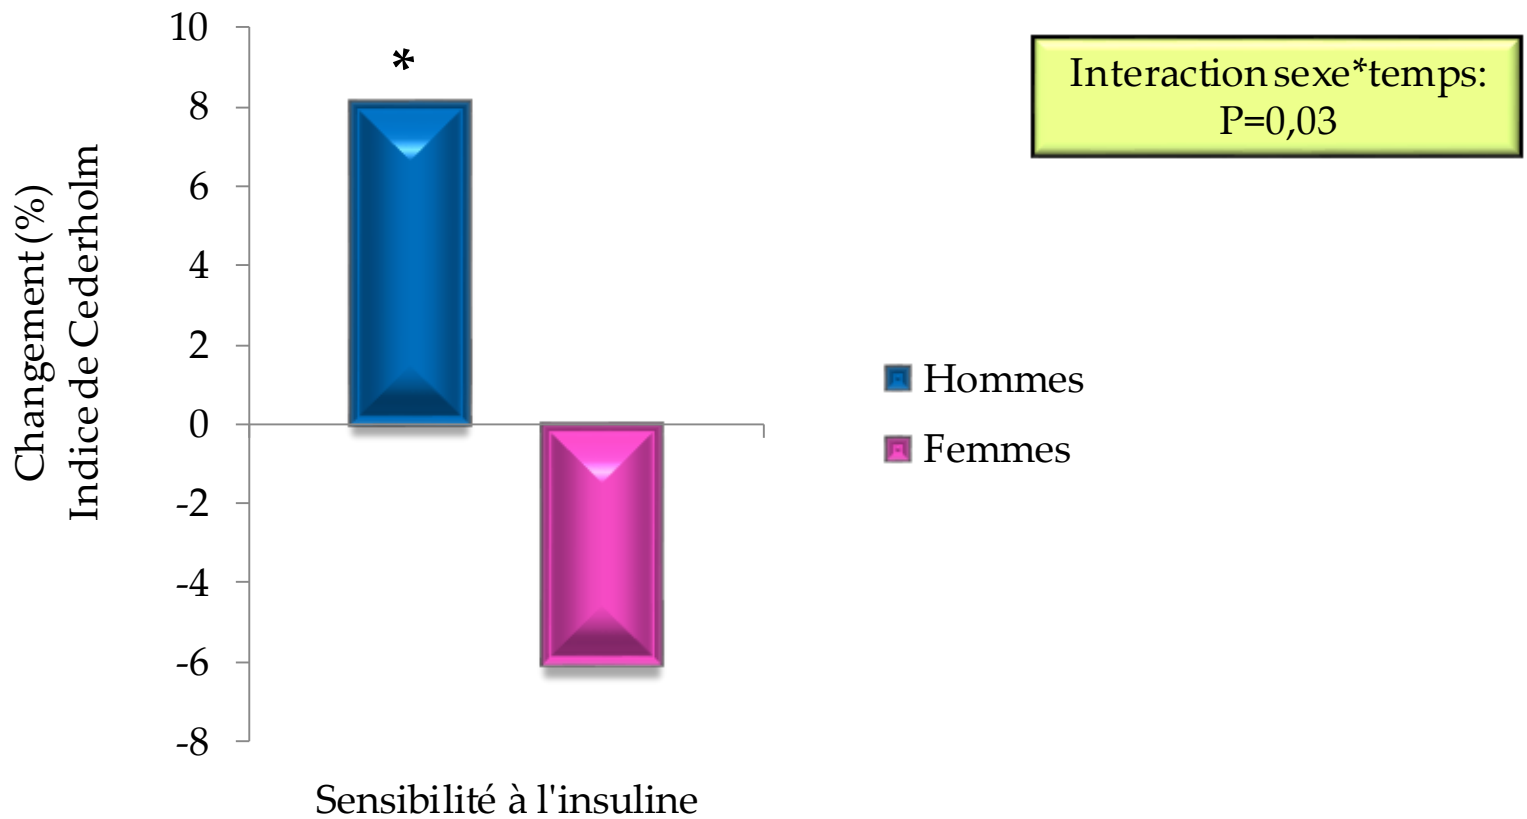 10
8
6
4
2
0
-2
-4
-6
-8
Changement (%)
Indice de Cederholm
*
Sensibilité à l'insuline
Hommes
Femmes
Interaction sexe*temps:
P=0,03